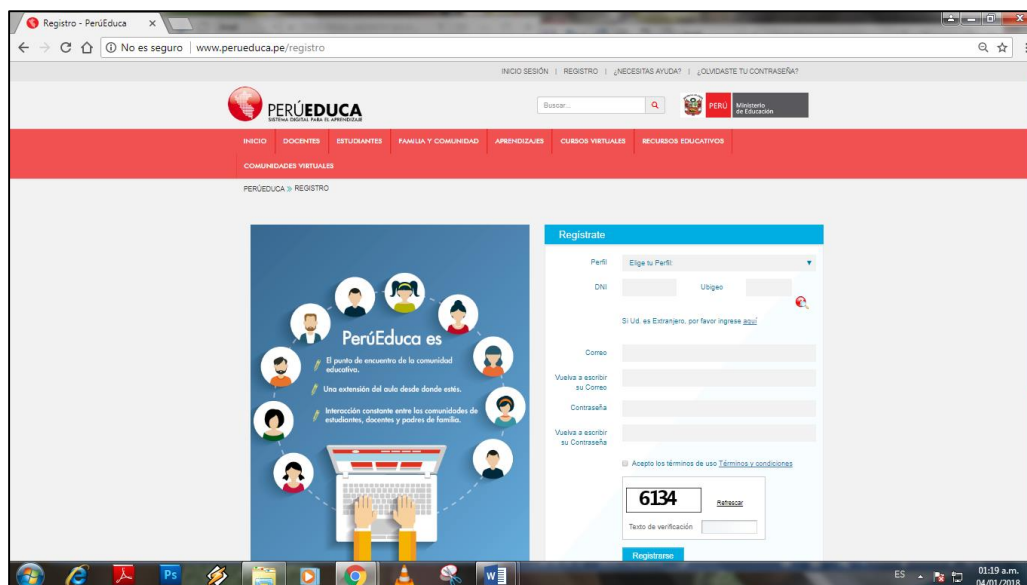 Registro - PerúEduca
No es seguro | www.perueduca.pe/registro
INICIO SESIÓN | REGISTRO | ¿NECESITAS AYUDA? | ¿OLVIDASTE TU CONTRASEÑA?
PERÚEDUCA
SISTEMA DIGITAL PARA EL APRENDIZAJE
Buscar...
PERÚ Ministerio de Educación
INICIO DOCENTES ESTUDIANTES FAMILIA Y COMUNIDAD APRENDIZAJES CURSOS VIRTUALES RECURSOS EDUCATIVOS
COMUNIDADES VIRTUALES
PERÚEDUCA » REGISTRO
PerúEduca es
El punto de encuentro de la comunidad
educativa.
Una extensión del aula desde donde estés.
Interacción constante entre las comunidades de
estudiantes, docentes y padres de familia.
Regístrate
Perfil Elige tu Perfil:
DNI Ubigeo
Si Ud. es Extranjero, por favor ingrese aquí
Correo
Vuelva a escribir
su Correo
Contraseña
Vuelva a escribir
su Contraseña
Acepto los términos de uso Términos y condiciones
6134 Refrescar
Texto de verificación
Registrarse
Ps
W
ES
01:19 a.m.
04/01/2018